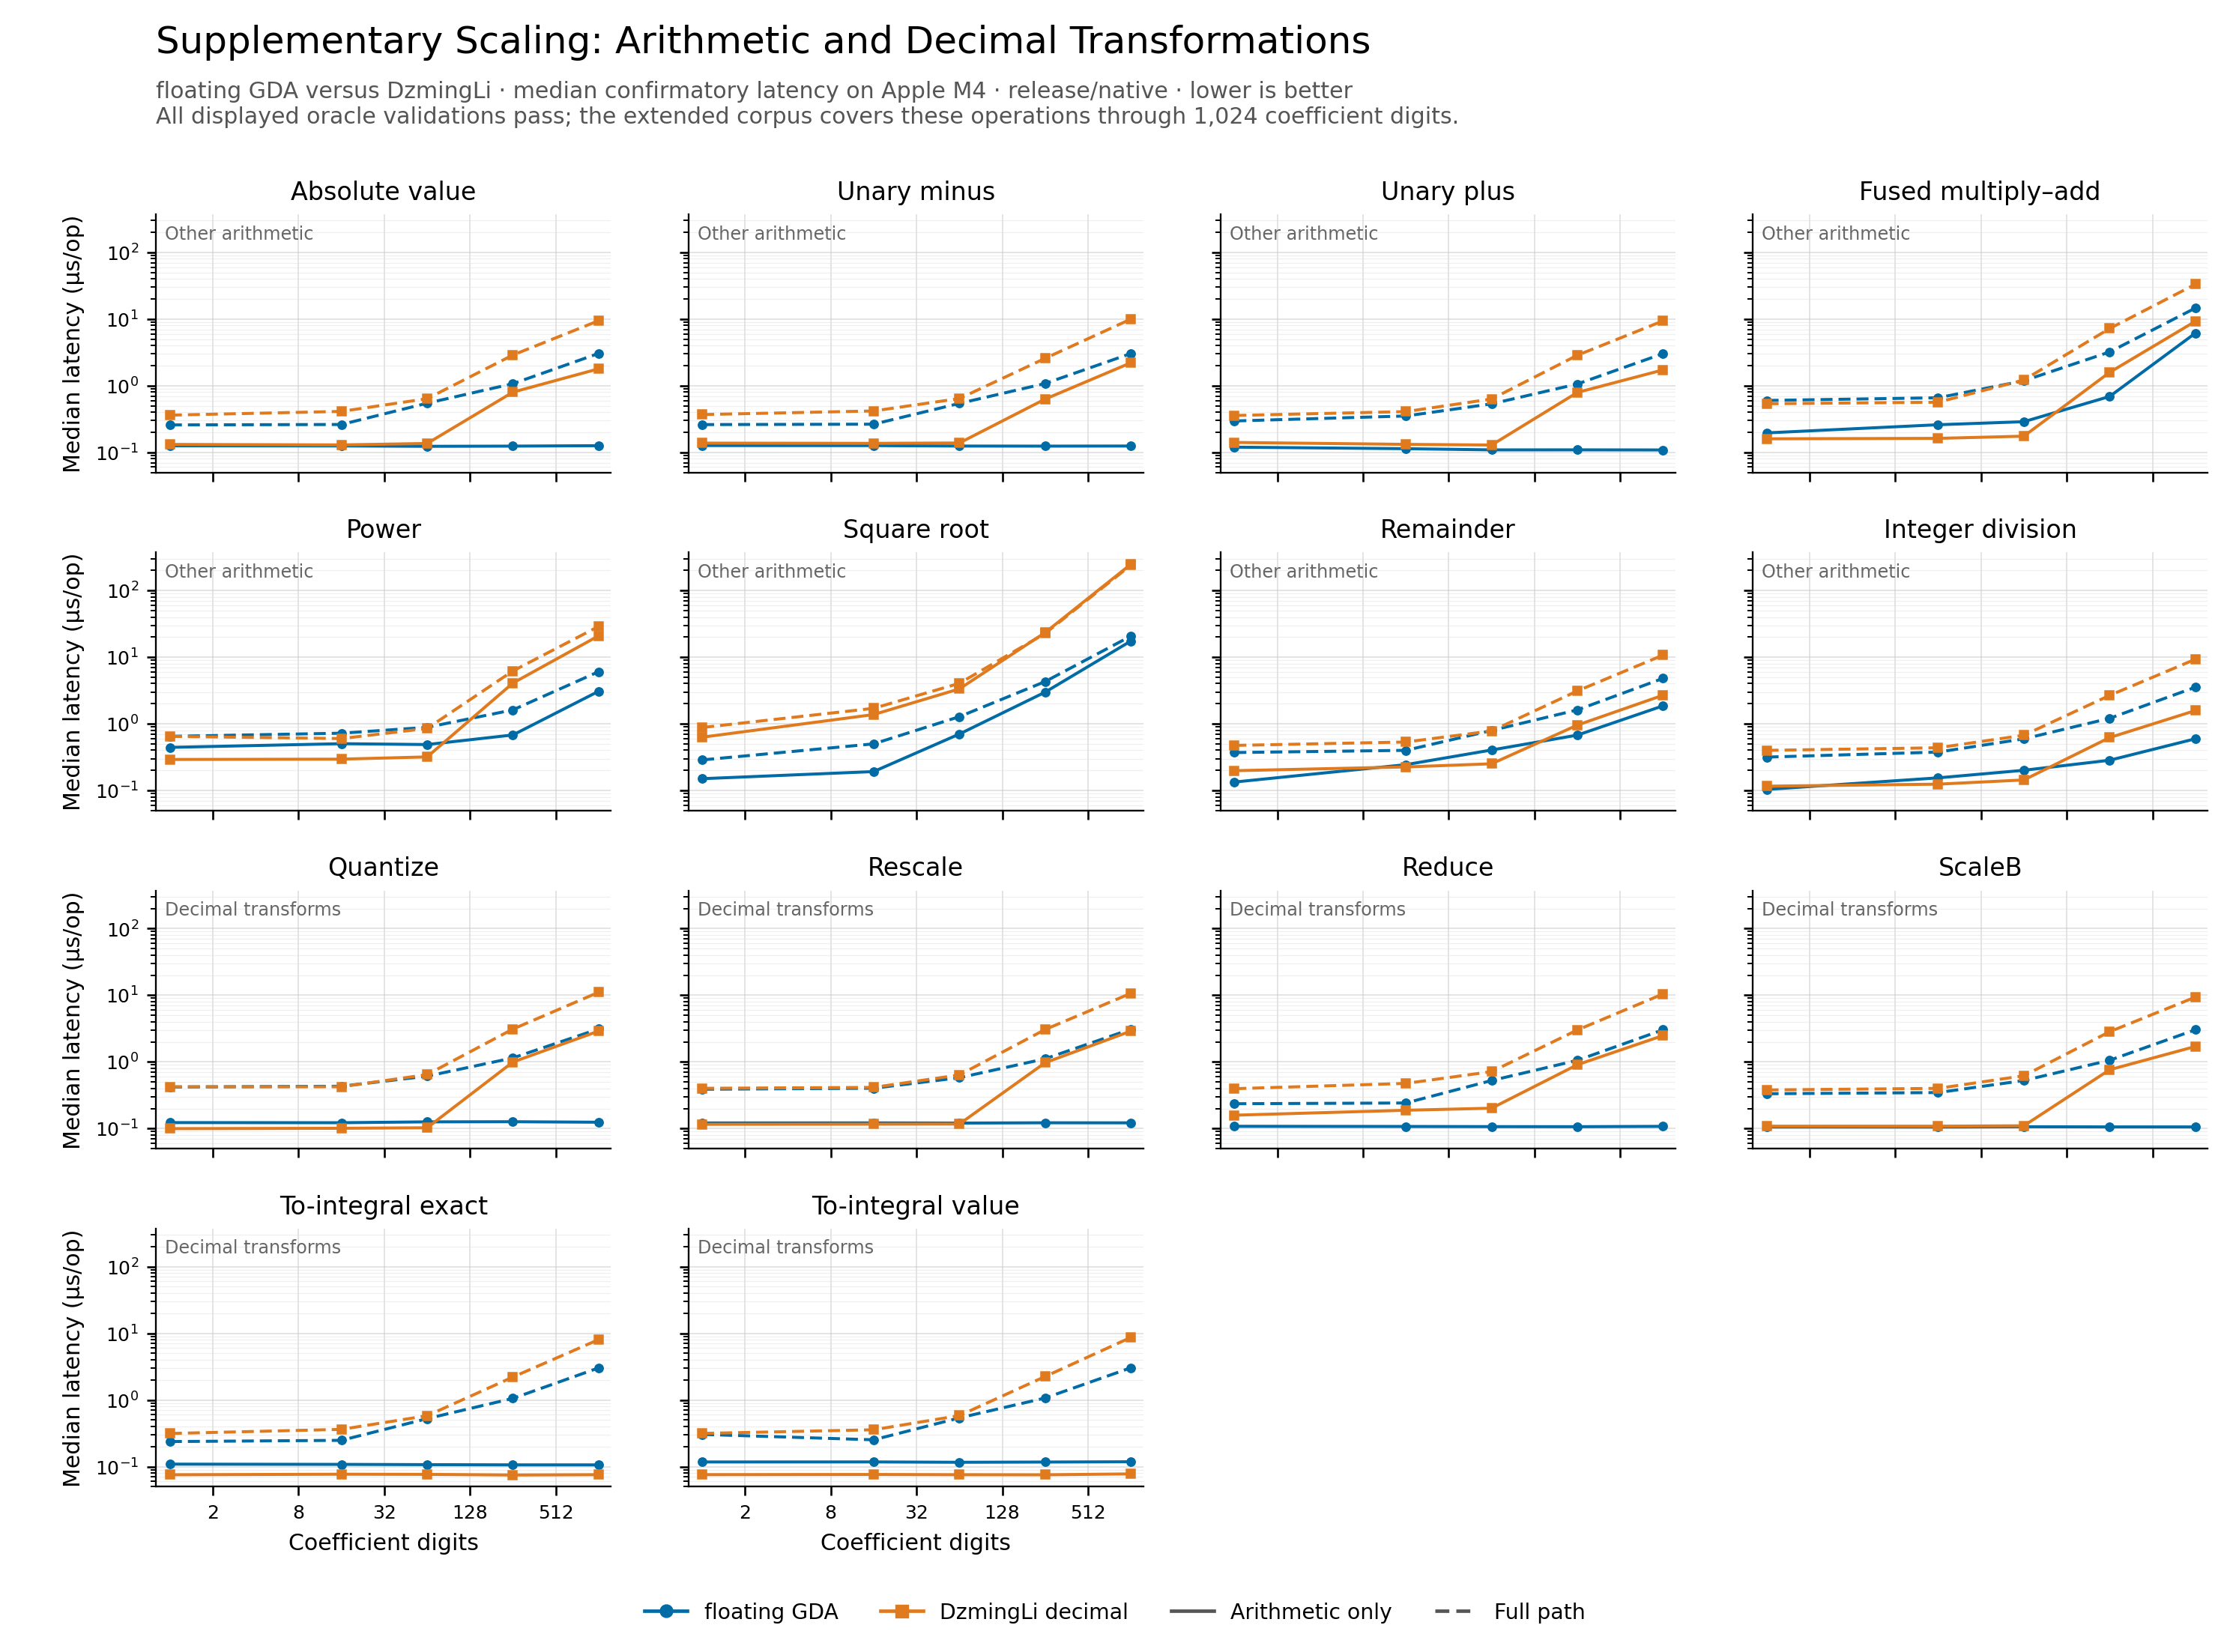 Supplementary Scaling: Arithmetic and Decimal Transformations
floating GDA versus DzmingLi · median confirmatory latency on Apple M4 · release/native · lower is better
All displayed oracle validations pass; the extended corpus covers these operations through 1,024 coefficient digits.
Absolute value
Unary minus
Unary plus
Fused multiply–add
Other arithmetic
Other arithmetic
Other arithmetic
Other arithmetic
Median latency (µs/op)
10²
10¹
10⁰
10⁻¹
Power
Square root
Remainder
Integer division
Other arithmetic
Other arithmetic
Other arithmetic
Other arithmetic
Median latency (µs/op)
10²
10¹
10⁰
10⁻¹
Quantize
Rescale
Reduce
ScaleB
Decimal transforms
Decimal transforms
Decimal transforms
Decimal transforms
Median latency (µs/op)
10²
10¹
10⁰
10⁻¹
To-integral exact
To-integral value
Decimal transforms
Decimal transforms
Median latency (µs/op)
10²
10¹
10⁰
10⁻¹
2 8 32 128 512
2 8 32 128 512
Coefficient digits
Coefficient digits
floating GDA
DzmingLi decimal
Arithmetic only
Full path